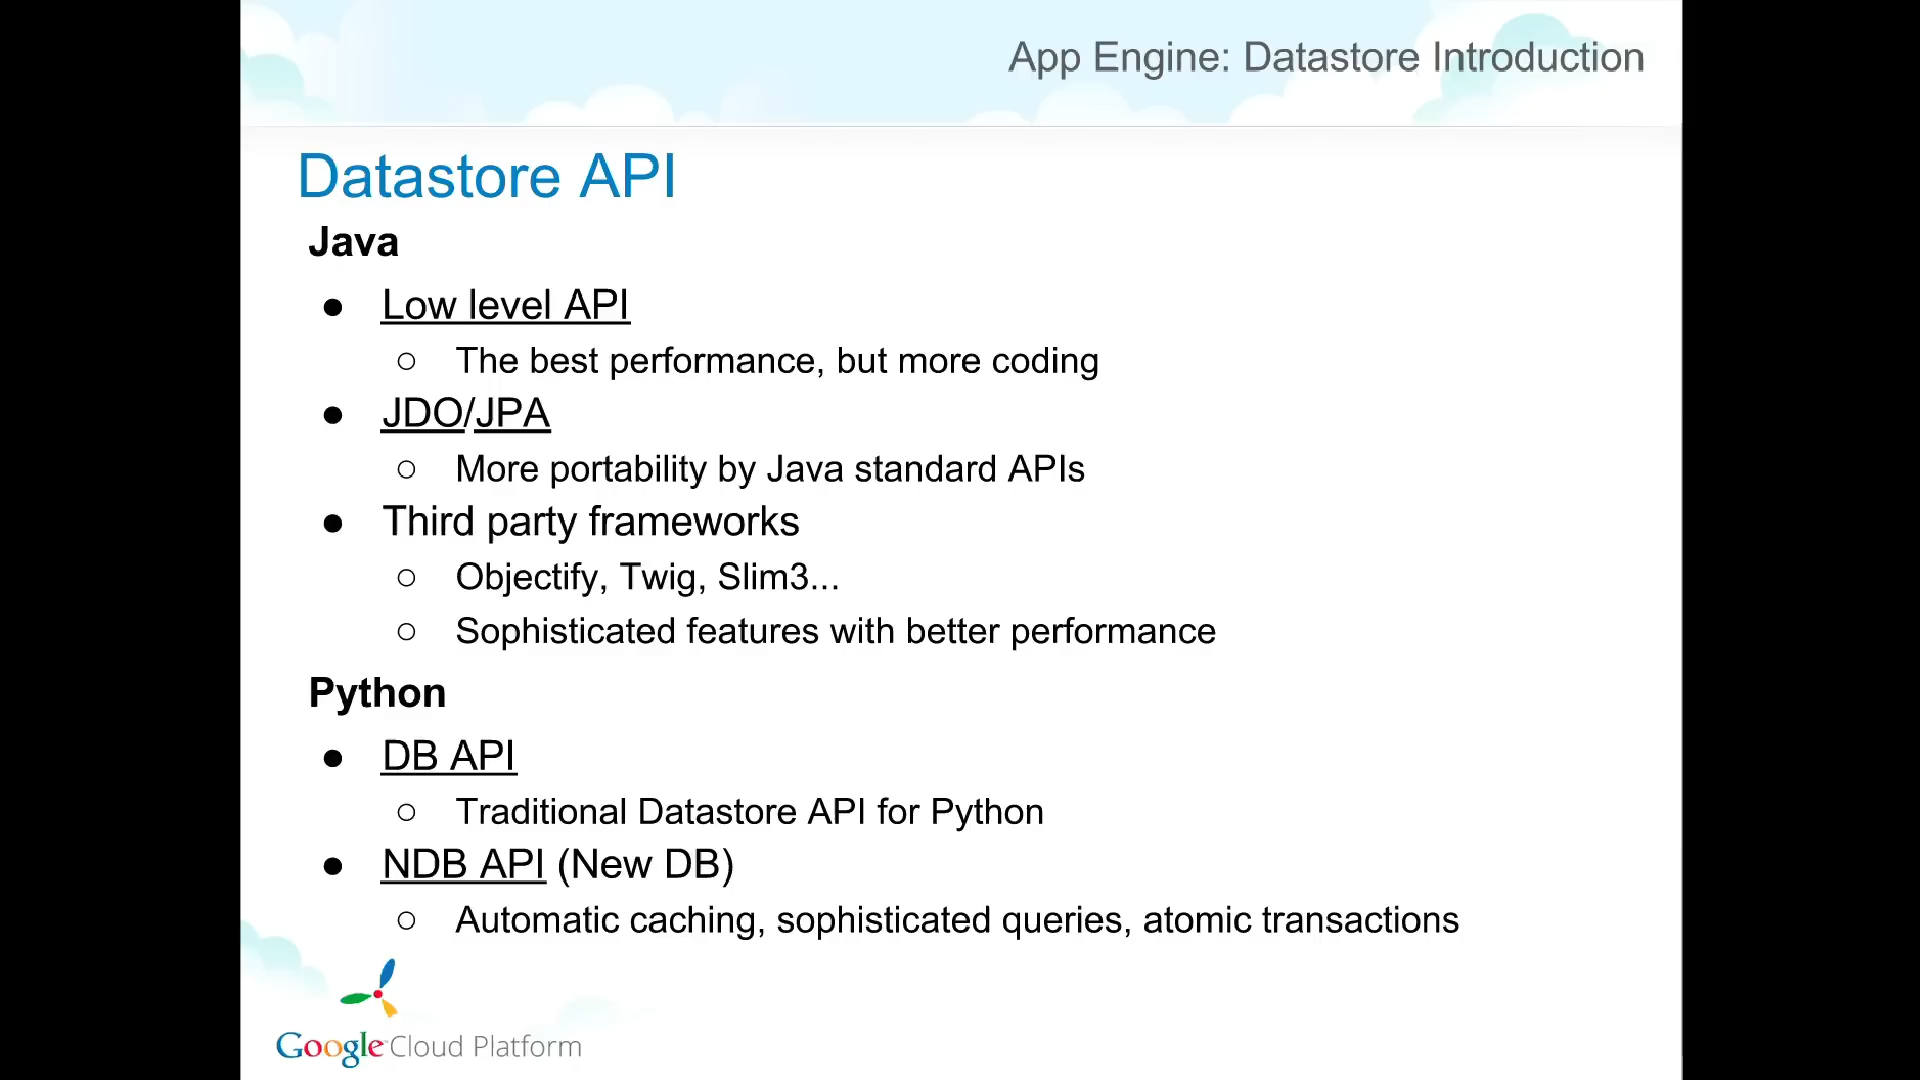 App Engine: Datastore Introduction
Datastore API
Java
● Low level API
○ The best performance, but more coding
● JDO/JPA
○ More portability by Java standard APIs
● Third party frameworks
○ Objectify, Twig, Slim3...
○ Sophisticated features with better performance
Python
● DB API
○ Traditional Datastore API for Python
● NDB API (New DB)
○ Automatic caching, sophisticated queries, atomic transactions
Google Cloud Platform